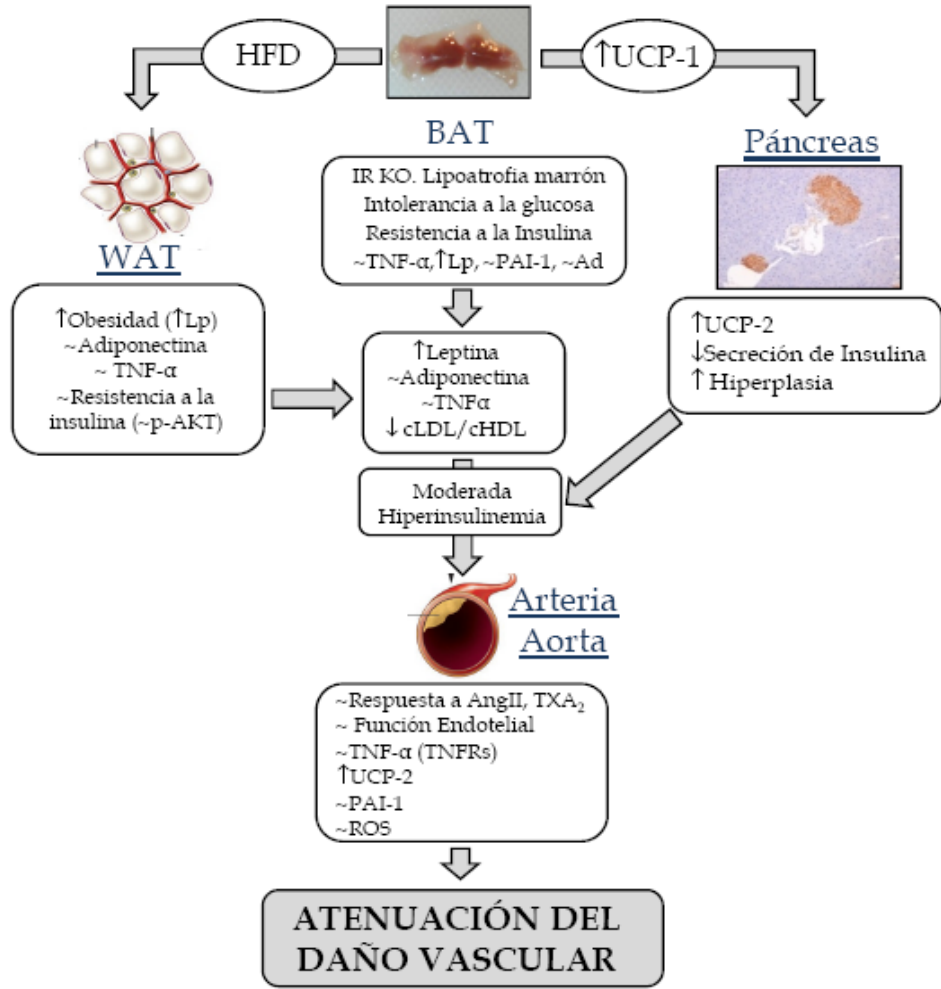 HFD
↑UCP-1
BAT
Páncreas
IR KO. Lipoatrofia marrón
Intolerancia a la glucosa
Resistencia a la Insulina
~TNF-α,↑Lp, ~PAI-1, ~Ad
WAT
↑Obesidad (↑Lp)
~Adiponectina
~ TNF-α
~Resistencia a la
insulina (~p-AKT)
↑Leptina
~Adiponectina
~TNFα
↓ cLDL/cHDL
↑UCP-2
↓Secreción de Insulina
↑ Hiperplasia
Moderada
Hiperinsulinemia
Arteria
Aorta
~Respuesta a AngII, TXA₂
~ Función Endotelial
~TNF-α (TNFRs)
↑UCP-2
~PAI-1
~ROS
ATENUACIÓN DEL
DAÑO VASCULAR